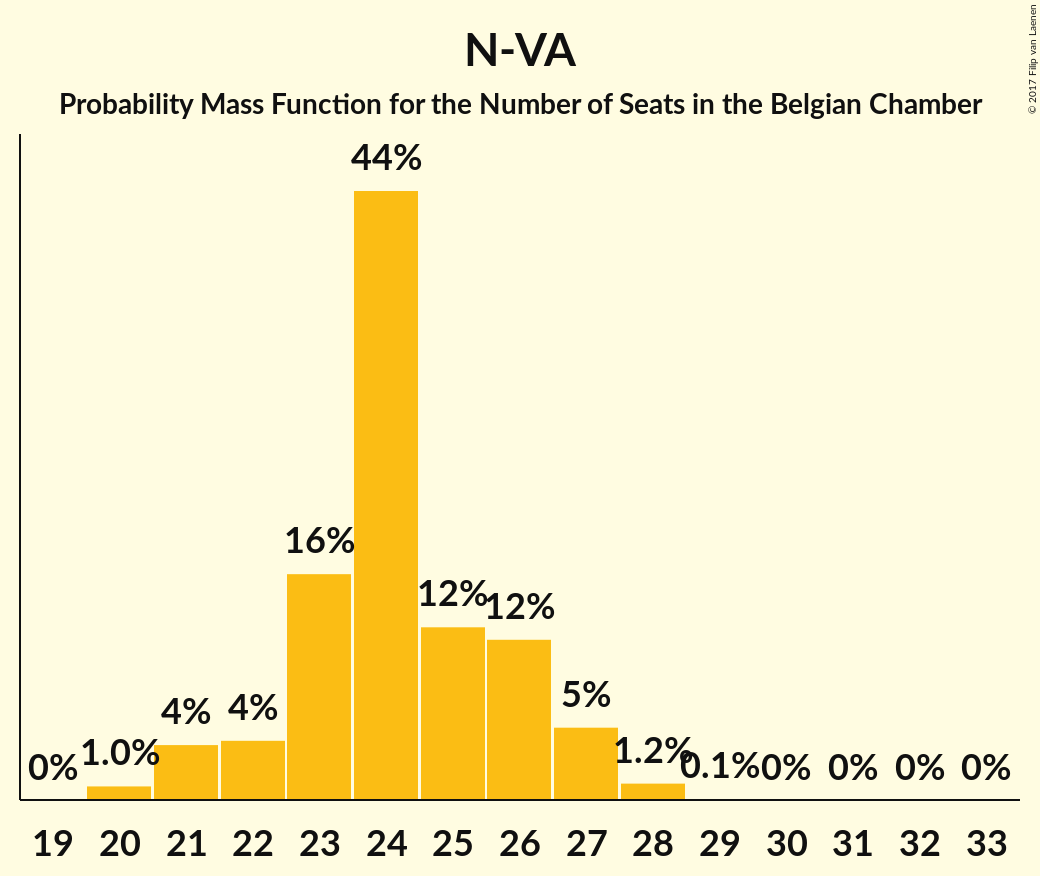 N-VA
Probability Mass Function for the Number of Seats in the Belgian Chamber
© 2017 Filip van Laenen
0% 1.0% 4% 4% 16% 44% 12% 12% 5% 1.2% 0.1% 0% 0% 0% 0%
19 20 21 22 23 24 25 26 27 28 29 30 31 32 33